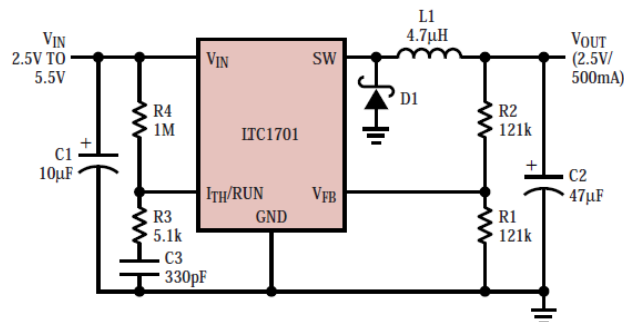 VIN
2.5V TO
5.5V
C1
10µF
+
R4
1M
R3
5.1k
C3
330pF
VIN
SW
LTC1701
ITH/RUN
VFB
GND
L1
4.7µH
D1
R2
121k
R1
121k
+
C2
47µF
VOUT
(2.5V/
500mA)